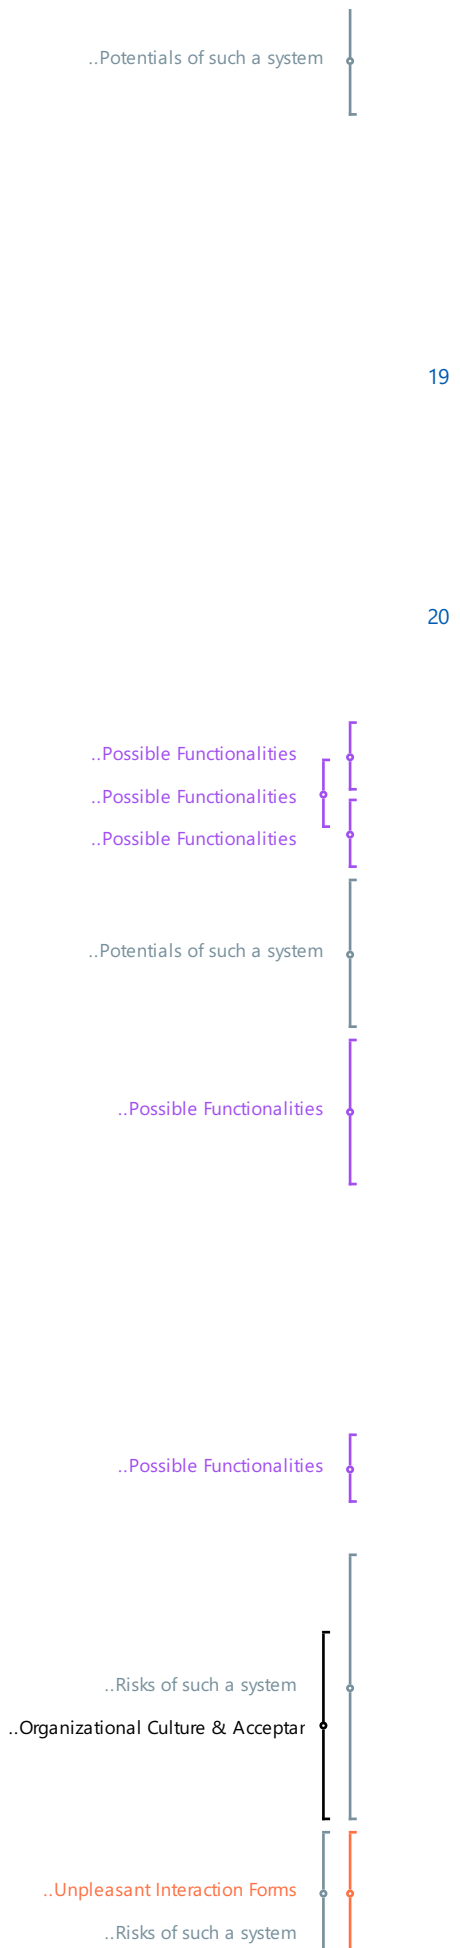 ..Potentials of such a system
19
20
..Possible Functionalities
..Possible Functionalities
..Possible Functionalities
..Potentials of such a system
..Possible Functionalities
..Possible Functionalities
..Risks of such a system
..Organizational Culture & Acceptar
..Unpleasant Interaction Forms
..Risks of such a system